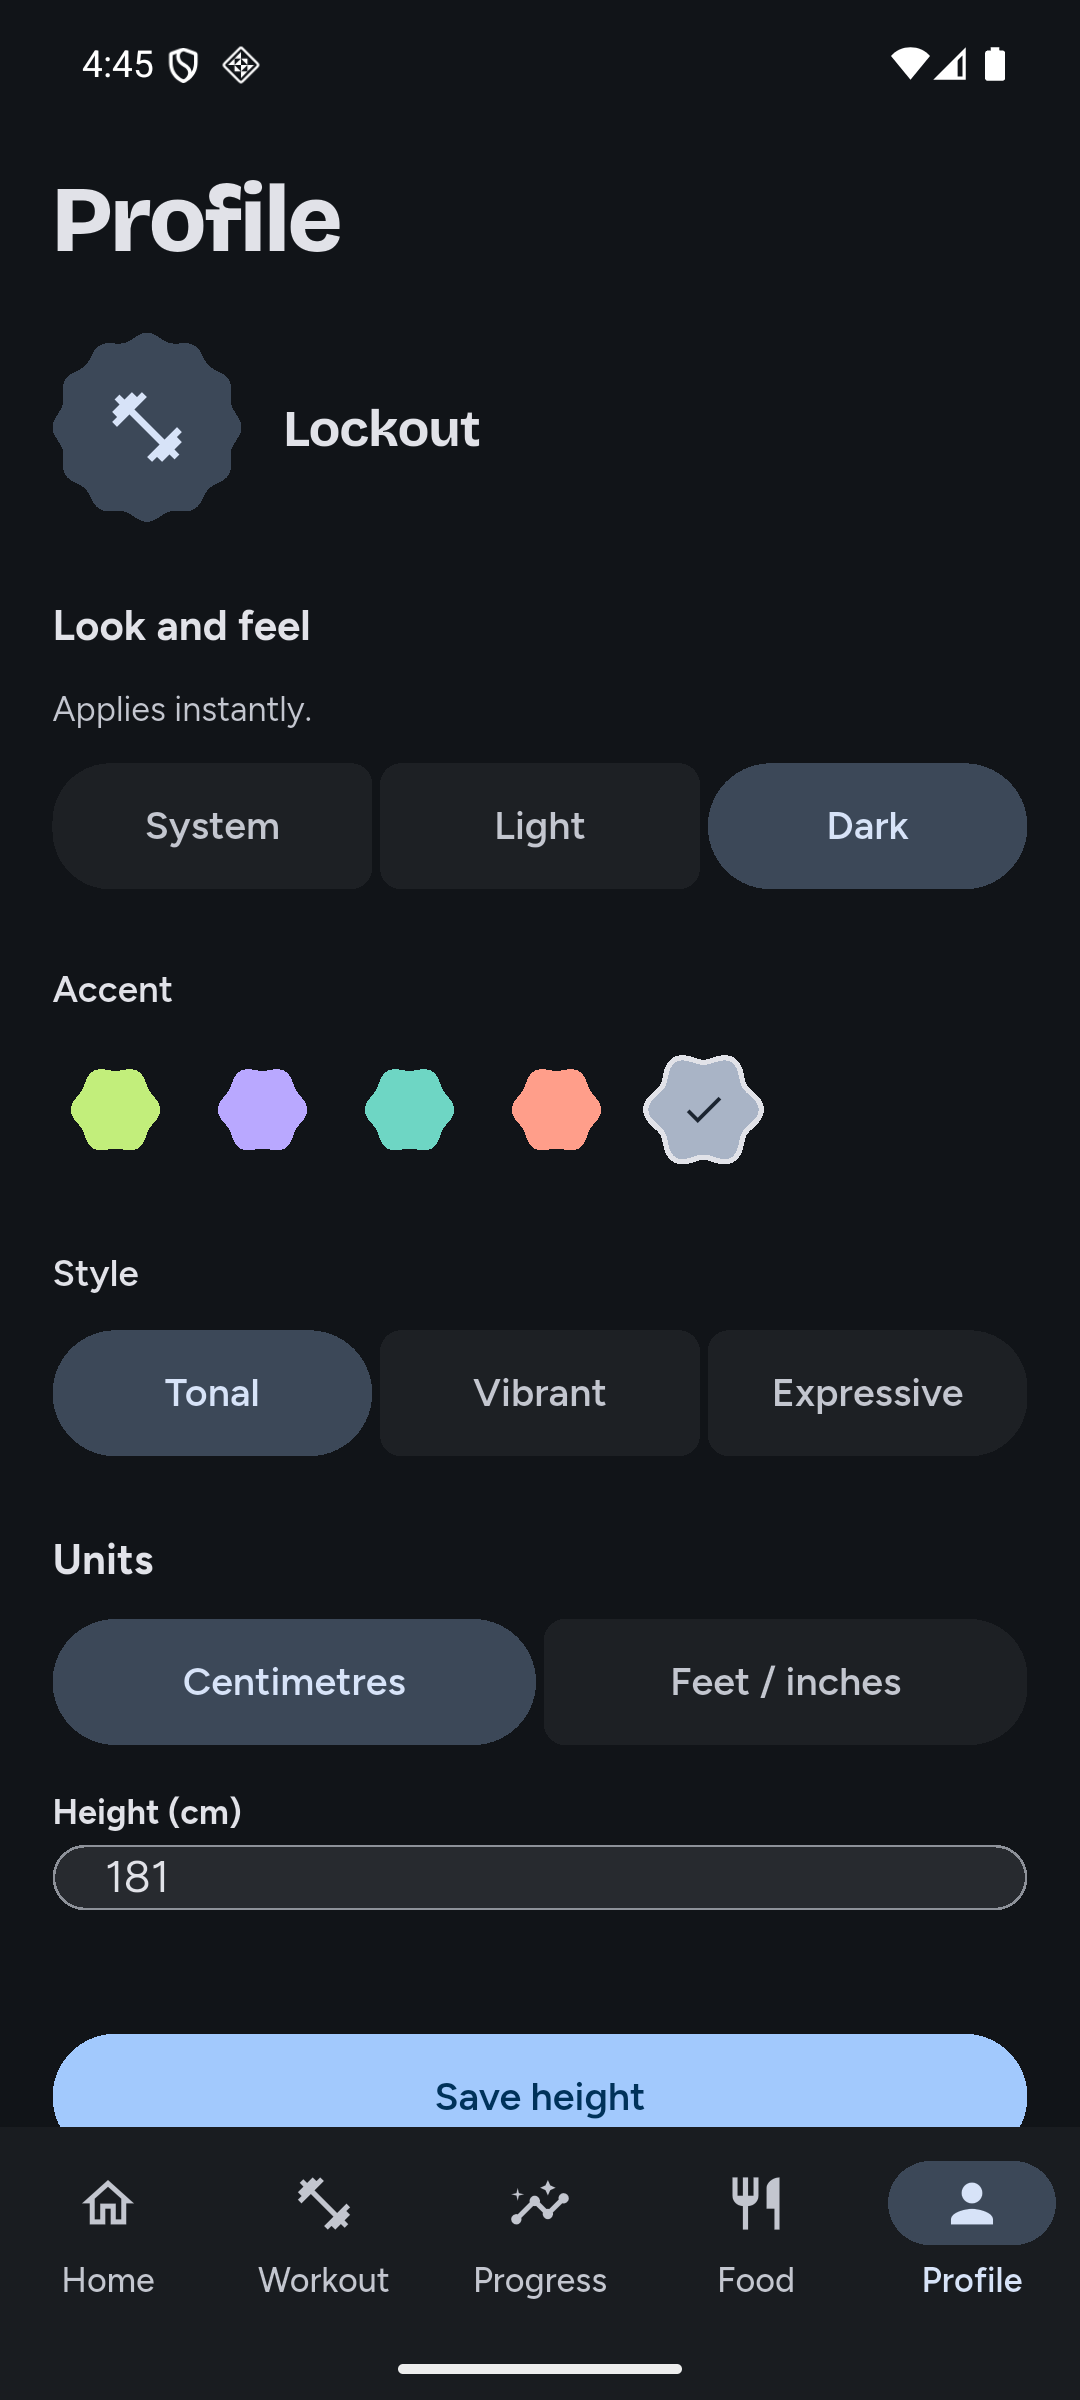 4:45
Profile
Lockout
Look and feel
Applies instantly.
System Light Dark
Accent
Style
Tonal Vibrant Expressive
Units
Centimetres Feet / inches
Height (cm)
181
Save height
Home Workout Progress Food Profile